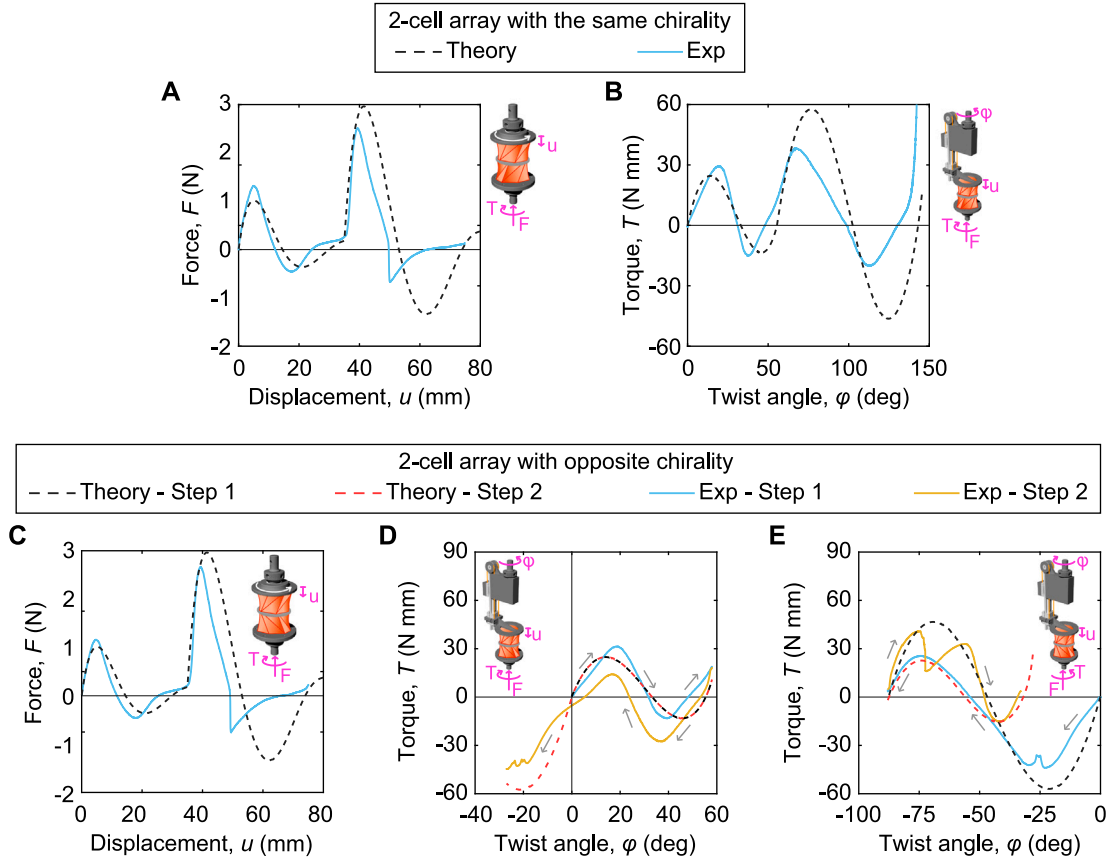 2-cell array with the same chirality
Theory Exp
A
Force, F (N)
3
2
1
0
-1
-2
0 20 40 60 80
Displacement, u (mm)
u
T F
B
Torque, T (N mm)
60
30
0
-30
-60
0 50 100 150
Twist angle, φ (deg)
φ
u
T F
2-cell array with opposite chirality
Theory - Step 1 Theory - Step 2 Exp - Step 1 Exp - Step 2
C
Force, F (N)
3
2
1
0
-1
-2
0 20 40 60 80
Displacement, u (mm)
u
T F
D
Torque, T (N mm)
90
60
30
0
-30
-60
-40 -20 0 20 40 60
Twist angle, φ (deg)
φ
u
T F
E
Torque, T (N mm)
90
60
30
0
-30
-60
-100 -75 -50 -25 0
Twist angle, φ (deg)
φ
u
F T